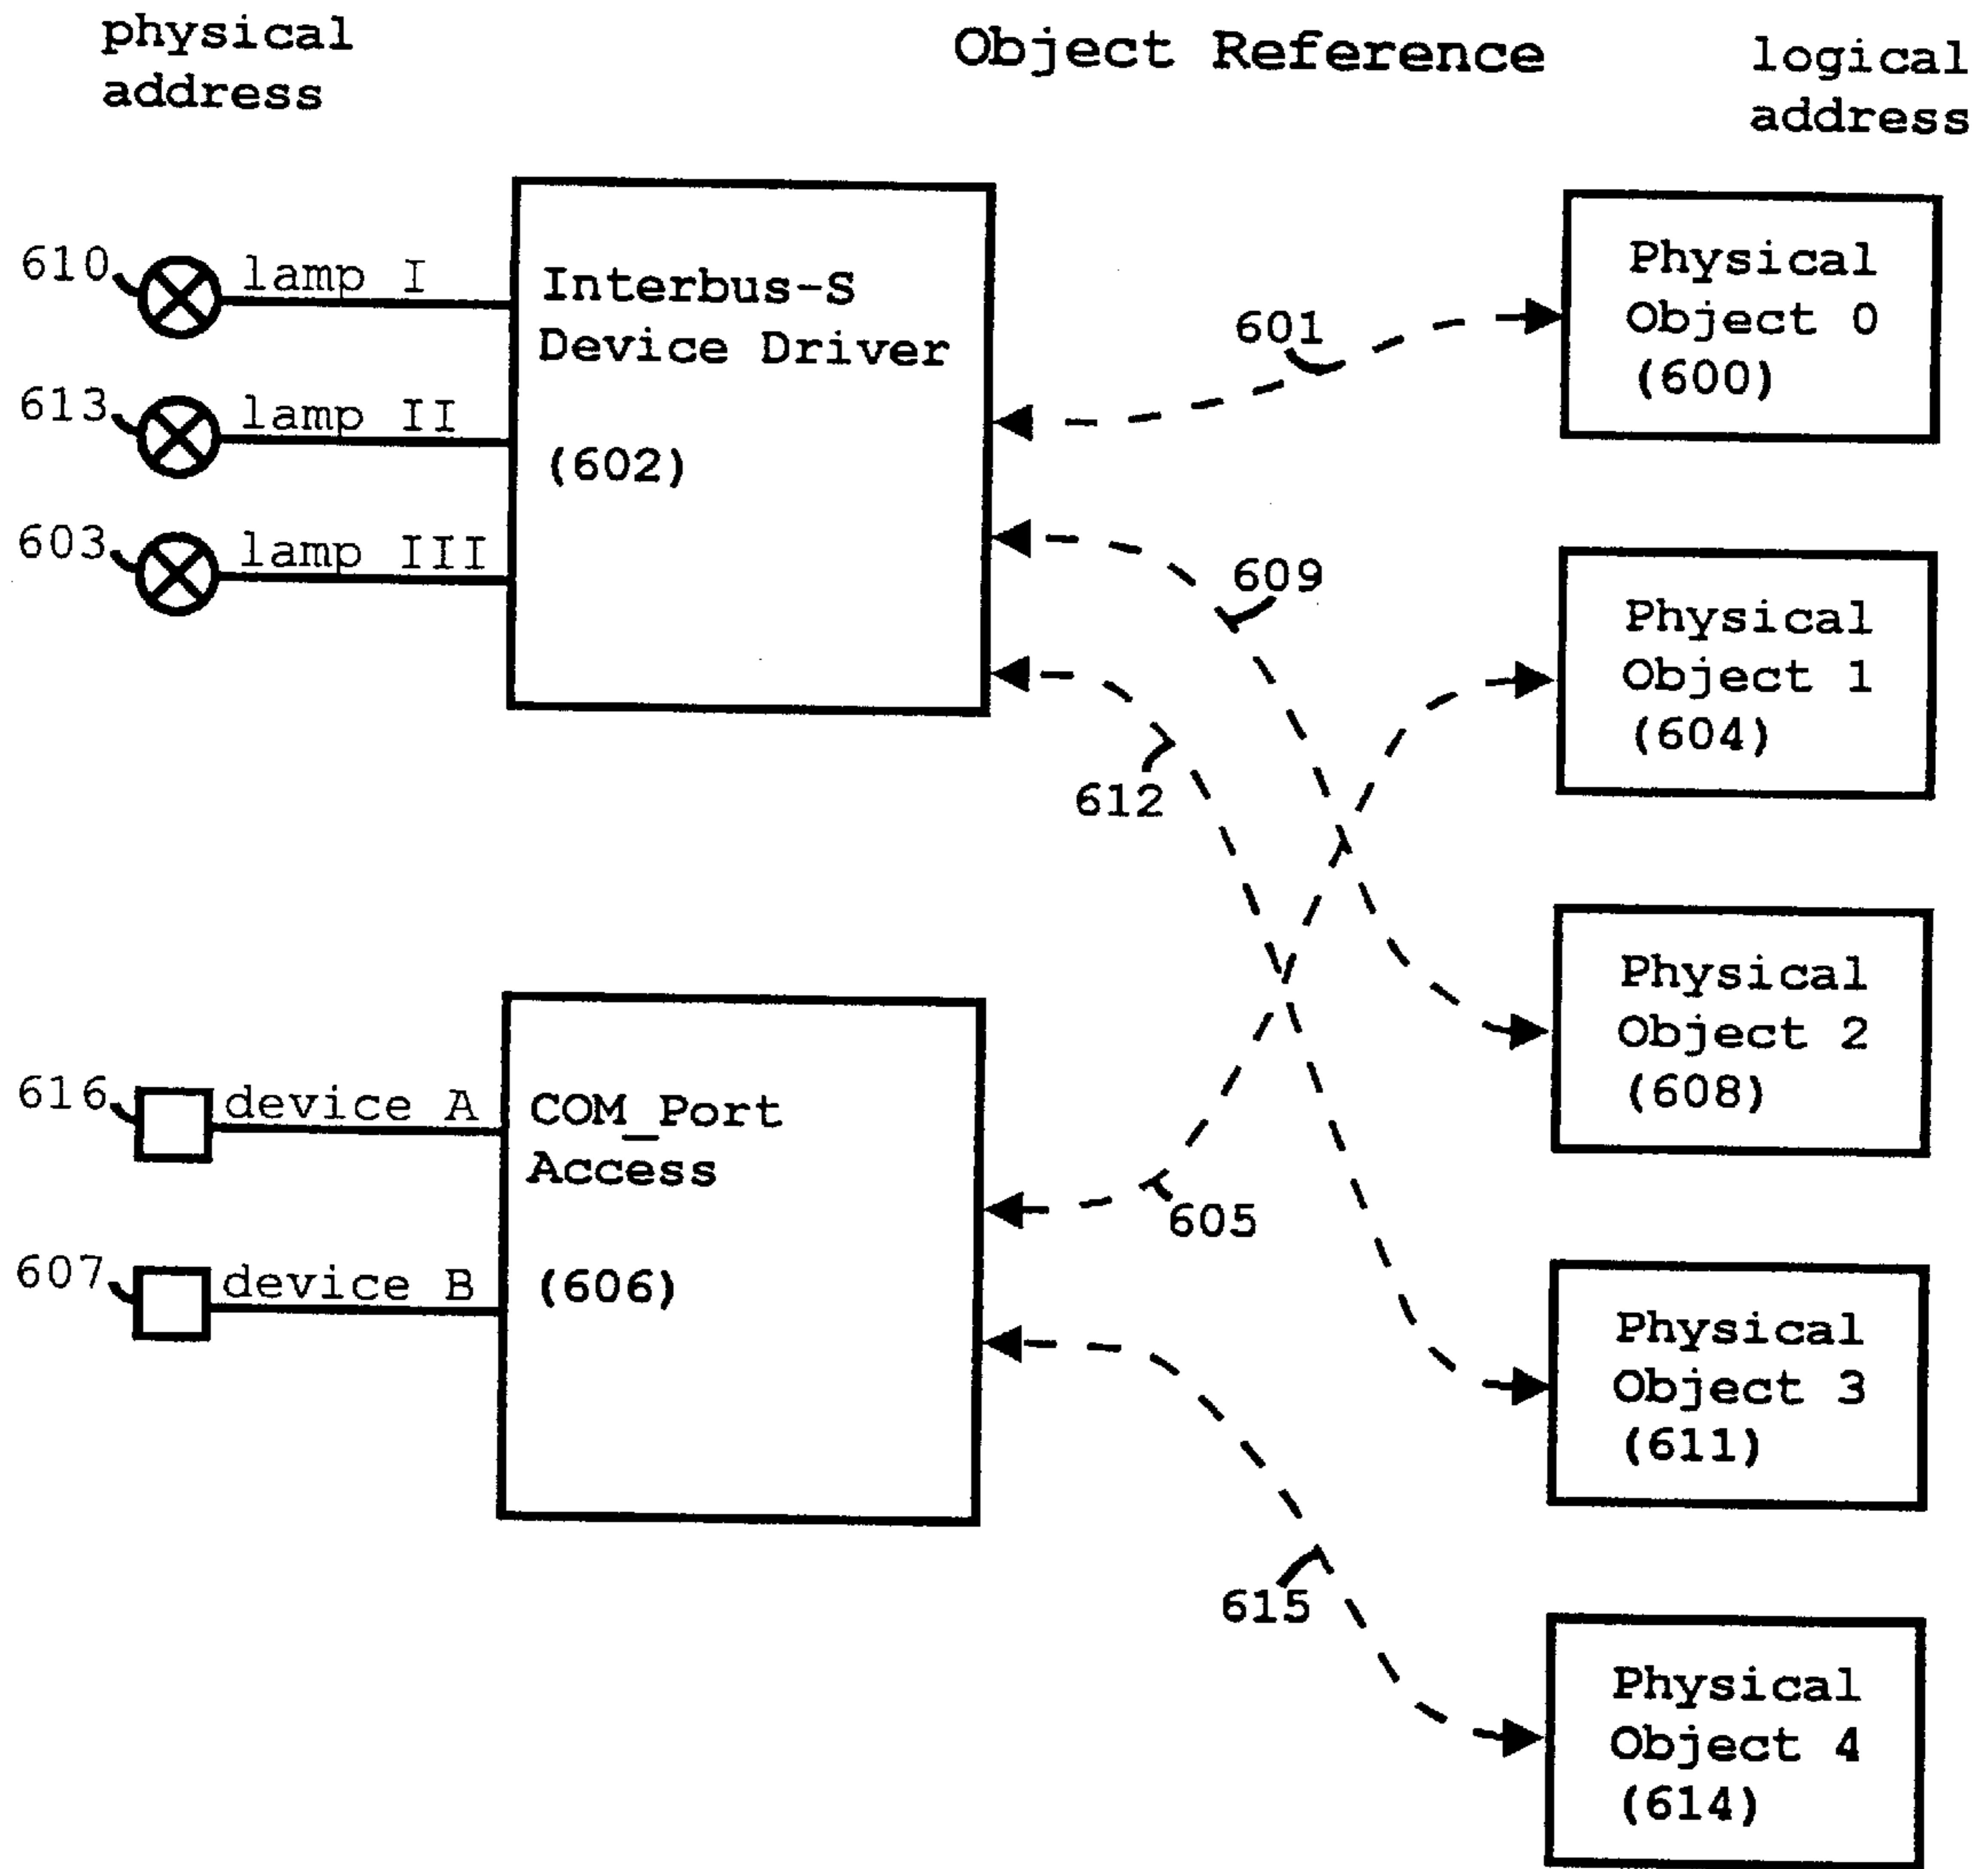 physical
address
Object Reference
logical
address
610
lamp I
613
lamp II
603
lamp III
Interbus-S
Device Driver
(602)
601
609
612
Physical
Object 0
(600)
Physical
Object 1
(604)
Physical
Object 2
(608)
616
device A
607
device B
COM_Port
Access
(606)
605
615
Physical
Object 3
(611)
Physical
Object 4
(614)